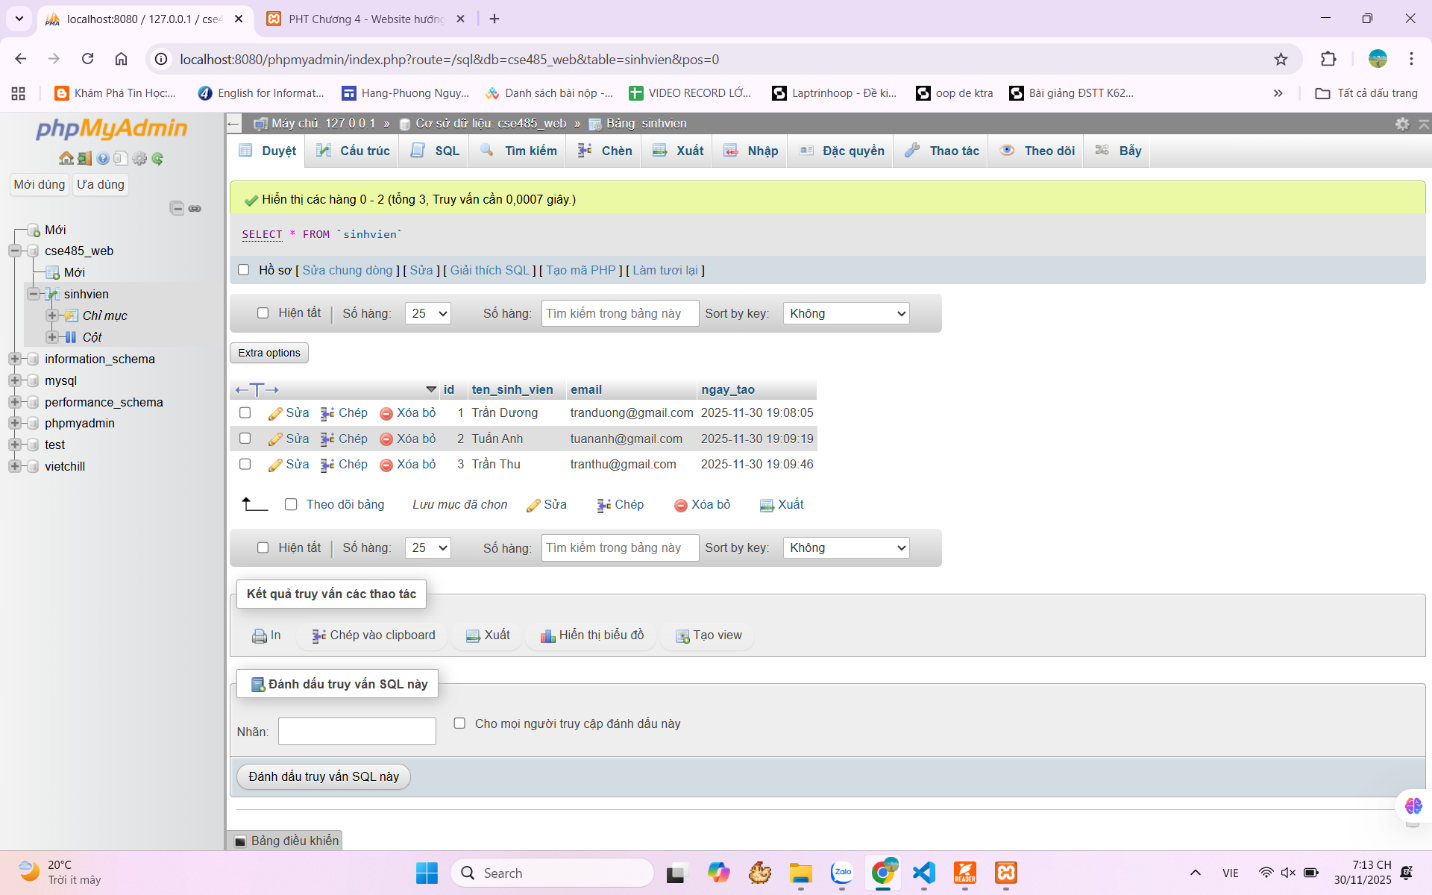 localhost:8080 / 127.0.0.1 / cse4
PHT Chương 4 - Website hướng
localhost:8080/phpmyadmin/index.php?route=/sql&db=cse485_web&table=sinhvien&pos=0
Khám Phá Tin Học:...
English for Informat...
Hang-Phuong Nguy...
Danh sách bài nộp -...
VIDEO RECORD LỚ...
Laptrinhoop - Đề ki...
oop de ktra
Bài giảng ĐSTT K62...
Tất cả dấu trang
phpMyAdmin
Mới dùng
Ưa dùng
Mới
cse485_web
Mới
sinhvien
Chỉ mục
Cột
information_schema
mysql
performance_schema
phpmyadmin
test
vietchill
Máy chủ: 127.0.0.1 » Cơ sở dữ liệu: cse485_web » Bảng: sinhvien
Duyệt
Cấu trúc
SQL
Tìm kiếm
Chèn
Xuất
Nhập
Đặc quyền
Thao tác
Theo dõi
Bẫy
Hiển thị các hàng 0 - 2 (tổng 3, Truy vấn cần 0,0007 giây.)
SELECT * FROM `sinhvien`
Hồ sơ [ Sửa chung dòng ] [ Sửa ] [ Giải thích SQL ] [ Tạo mã PHP ] [ Làm tươi lại ]
Hiện tất | Số hàng: 25 Số hàng: Tìm kiếm trong bảng này Sort by key: Không
Extra options
id ten_sinh_vien email ngay_tao
Sửa Chép Xóa bỏ 1 Trần Dương tranduong@gmail.com 2025-11-30 19:08:05
Sửa Chép Xóa bỏ 2 Tuấn Anh tuananh@gmail.com 2025-11-30 19:09:19
Sửa Chép Xóa bỏ 3 Trần Thu tranthu@gmail.com 2025-11-30 19:09:46
Theo dõi bảng Lưu mục đã chọn Sửa Chép Xóa bỏ Xuất
Hiện tất | Số hàng: 25 Số hàng: Tìm kiếm trong bảng này Sort by key: Không
Kết quả truy vấn các thao tác
In Chép vào clipboard Xuất Hiển thị biểu đồ Tạo view
Đánh dấu truy vấn SQL này
Nhãn: Cho mọi người truy cập đánh dấu này
Đánh dấu truy vấn SQL này
Bảng điều khiển
20°C
Trời ít mây
Search
Zalo
READER
VIE
7:13 CH
30/11/2025